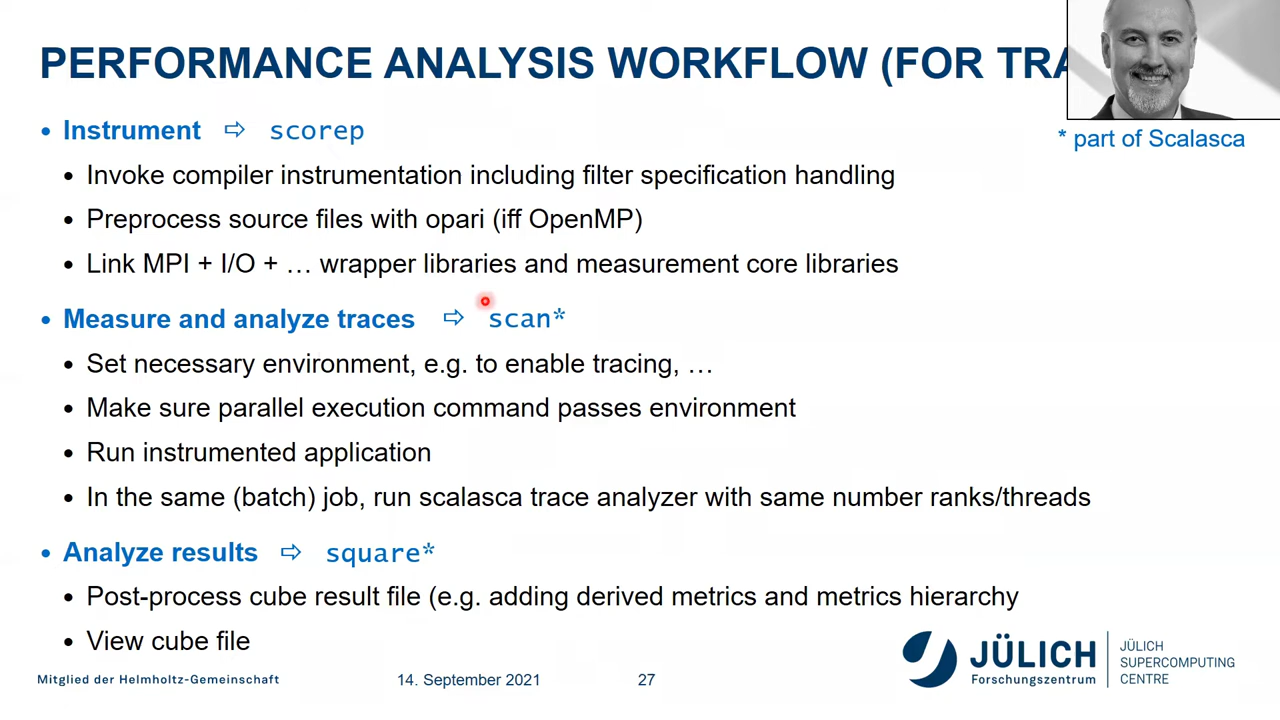 PERFORMANCE ANALYSIS WORKFLOW (FOR TRA
* part of Scalasca
• Instrument ⇨ scorep
• Invoke compiler instrumentation including filter specification handling
• Preprocess source files with opari (iff OpenMP)
• Link MPI + I/O + … wrapper libraries and measurement core libraries
• Measure and analyze traces ⇨ scan*
• Set necessary environment, e.g. to enable tracing, …
• Make sure parallel execution command passes environment
• Run instrumented application
• In the same (batch) job, run scalasca trace analyzer with same number ranks/threads
• Analyze results ⇨ square*
• Post-process cube result file (e.g. adding derived metrics and metrics hierarchy
• View cube file
Mitglied der Helmholtz-Gemeinschaft
14. September 2021
27
JÜLICH
Forschungszentrum
JÜLICH
SUPERCOMPUTING
CENTRE